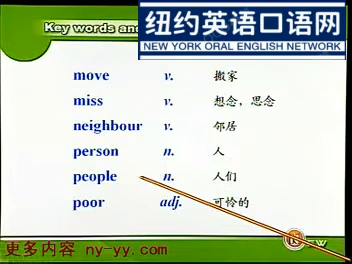 Key words and
纽约英语口语网
NEW YORK ORAL ENGLISH NETWORK
move v. 搬家
miss v. 想念，思念
neighbour v. 邻居
person n. 人
people n. 人们
poor adj. 可怜的
更多内容 ny-yy.com